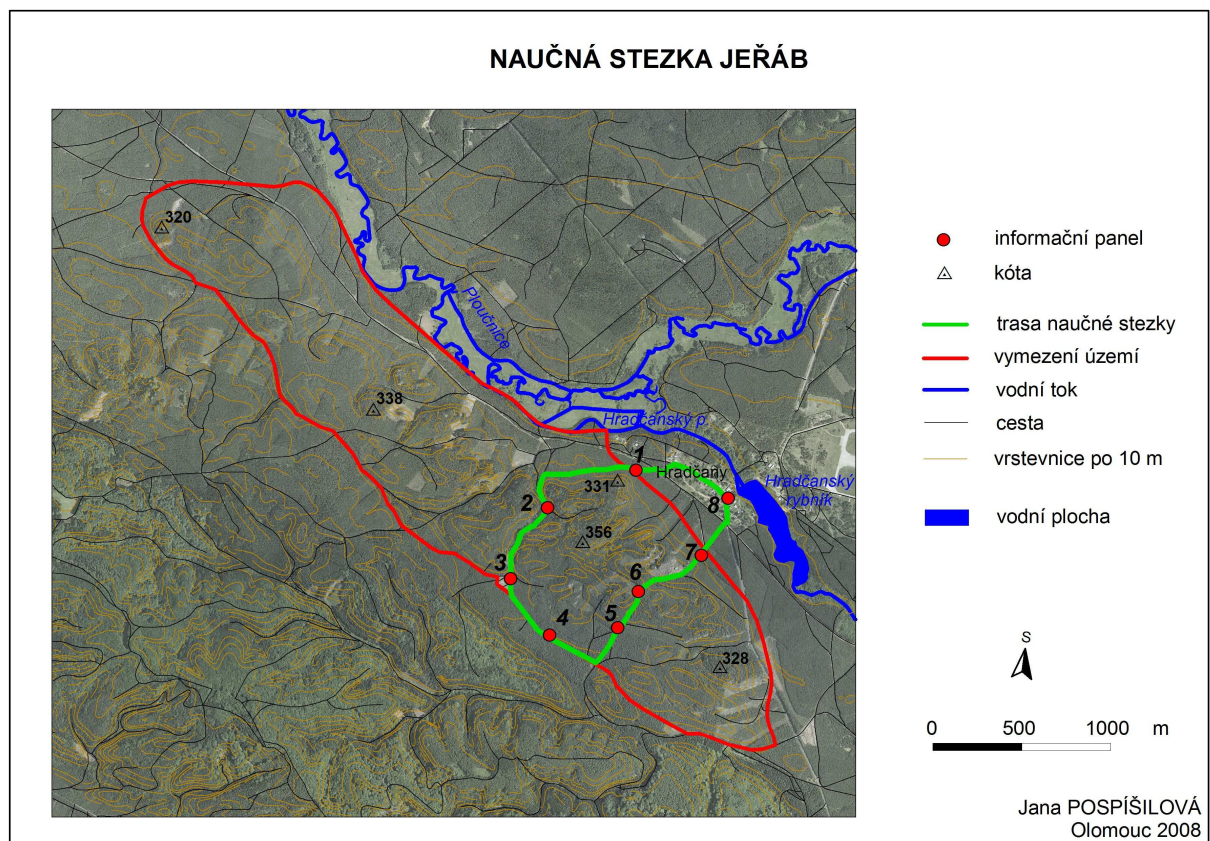 NAUČNÁ STEZKA JEŘÁB
320
Ploučnice
338
Hradčanský p.
1
Hradčany
331
2
8
Hradčanský
rybník
356
7
3
6
4
5
328
informační panel
kóta
trasa naučné stezky
vymezení území
vodní tok
cesta
vrstevnice po 10 m
vodní plocha
S
0 500 1000 m
Jana POSPÍŠILOVÁ
Olomouc 2008